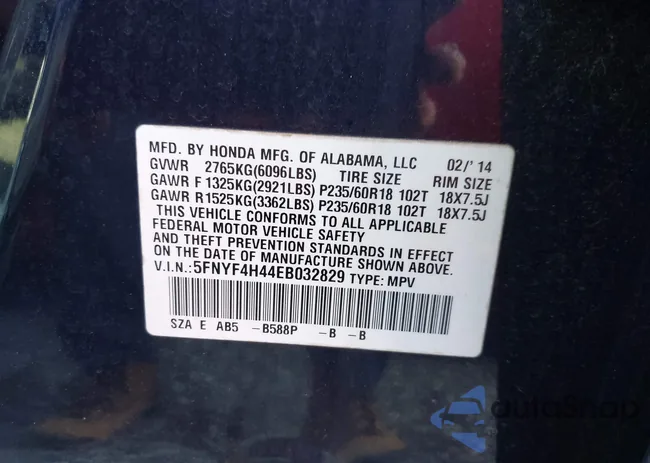 MFD. BY HONDA MFG. OF ALABAMA, LLC 02/'14
GVWR 2765KG(6096LBS) TIRE SIZE RIM SIZE
GAWR F 1325KG(2921LBS) P235/60R18 102T 18X7.5J
GAWR R1525KG(3362LBS) P235/60R18 102T 18X7.5J
THIS VEHICLE CONFORMS TO ALL APPLICABLE
FEDERAL MOTOR VEHICLE SAFETY
AND THEFT PREVENTION STANDARDS IN EFFECT
ON THE DATE OF MANUFACTURE SHOWN ABOVE.
V.I.N.:5FNYF4H44EB032829 TYPE: MPV
SZA E AB5 -B588P -B -B
autoSnap